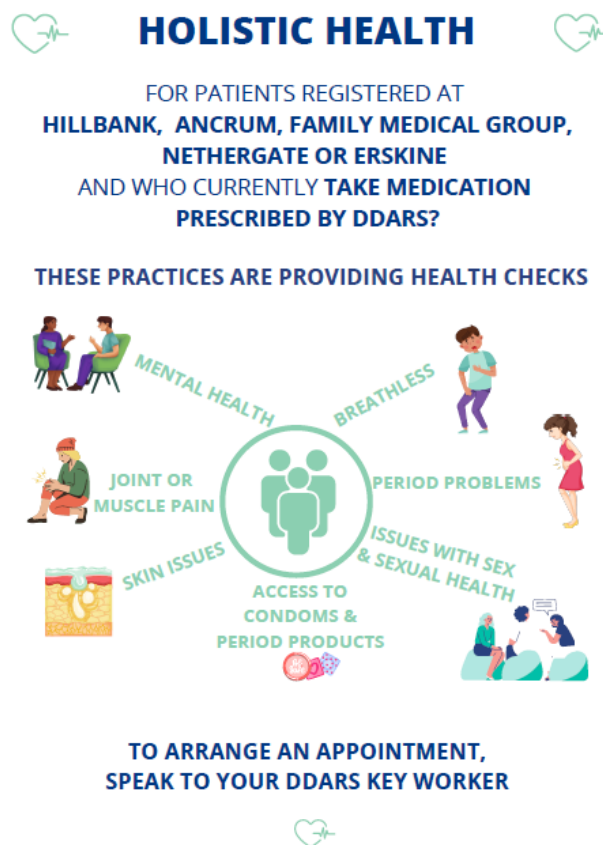 HOLISTIC HEALTH
FOR PATIENTS REGISTERED AT
HILLBANK, ANCRUM, FAMILY MEDICAL GROUP,
NETHERGATE OR ERSKINE
AND WHO CURRENTLY TAKE MEDICATION
PRESCRIBED BY DDARS?
THESE PRACTICES ARE PROVIDING HEALTH CHECKS
MENTAL HEALTH
BREATHLESS
JOINT OR
MUSCLE PAIN
PERIOD PROBLEMS
SKIN ISSUES
ISSUES WITH SEX
& SEXUAL HEALTH
ACCESS TO
CONDOMS &
PERIOD PRODUCTS
TO ARRANGE AN APPOINTMENT,
SPEAK TO YOUR DDARS KEY WORKER